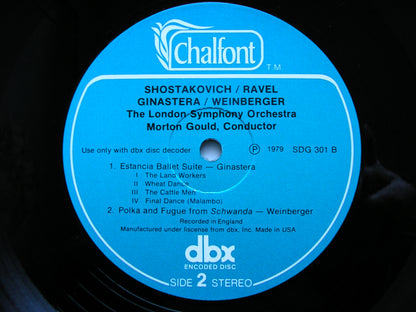 Chalfont
T.M.
SHOSTAKOVICH / RAVEL
GINASTERA / WEINBERGER
The London Symphony Orchestra
Morton Gould, Conductor
Use only with dbx disc decoder. Ⓟ 1979 SDG 301 B
1. Estancia Ballet Suite — Ginastera
I The Land Workers
II Wheat Dance
III The Cattle Men
IV Final Dance (Malambo)
2. Polka and Fugue from Schwanda — Weinberger
Recorded in England
Manufactured under liscense from dbx, Inc. Made in USA
dbx
ENCODED DISC
SIDE 2 STEREO